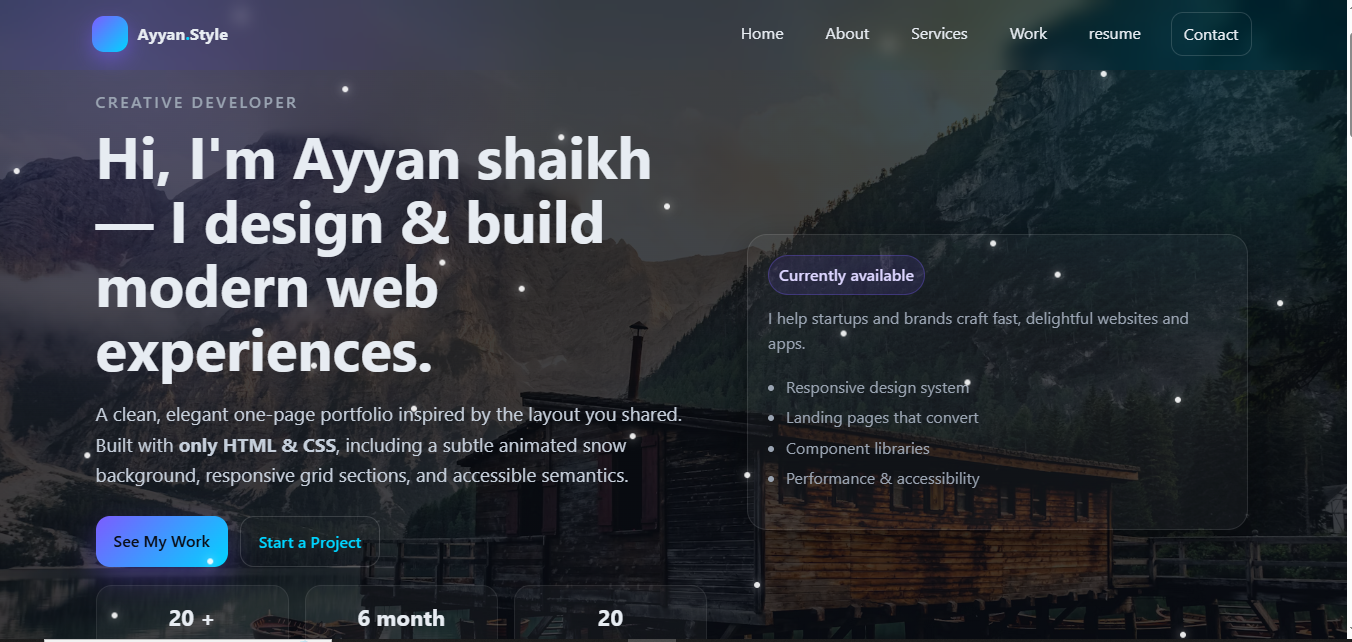 Ayyan.Style
Home
About
Services
Work
resume
Contact
CREATIVE DEVELOPER
Hi, I'm Ayyan shaikh
— I design & build
modern web
experiences.
A clean, elegant one-page portfolio inspired by the layout you shared.
Built with only HTML & CSS, including a subtle animated snow
background, responsive grid sections, and accessible semantics.
See My Work
Start a Project
20 +
6 month
20
Currently available
I help startups and brands craft fast, delightful websites and
apps.
Responsive design system
Landing pages that convert
Component libraries
Performance & accessibility